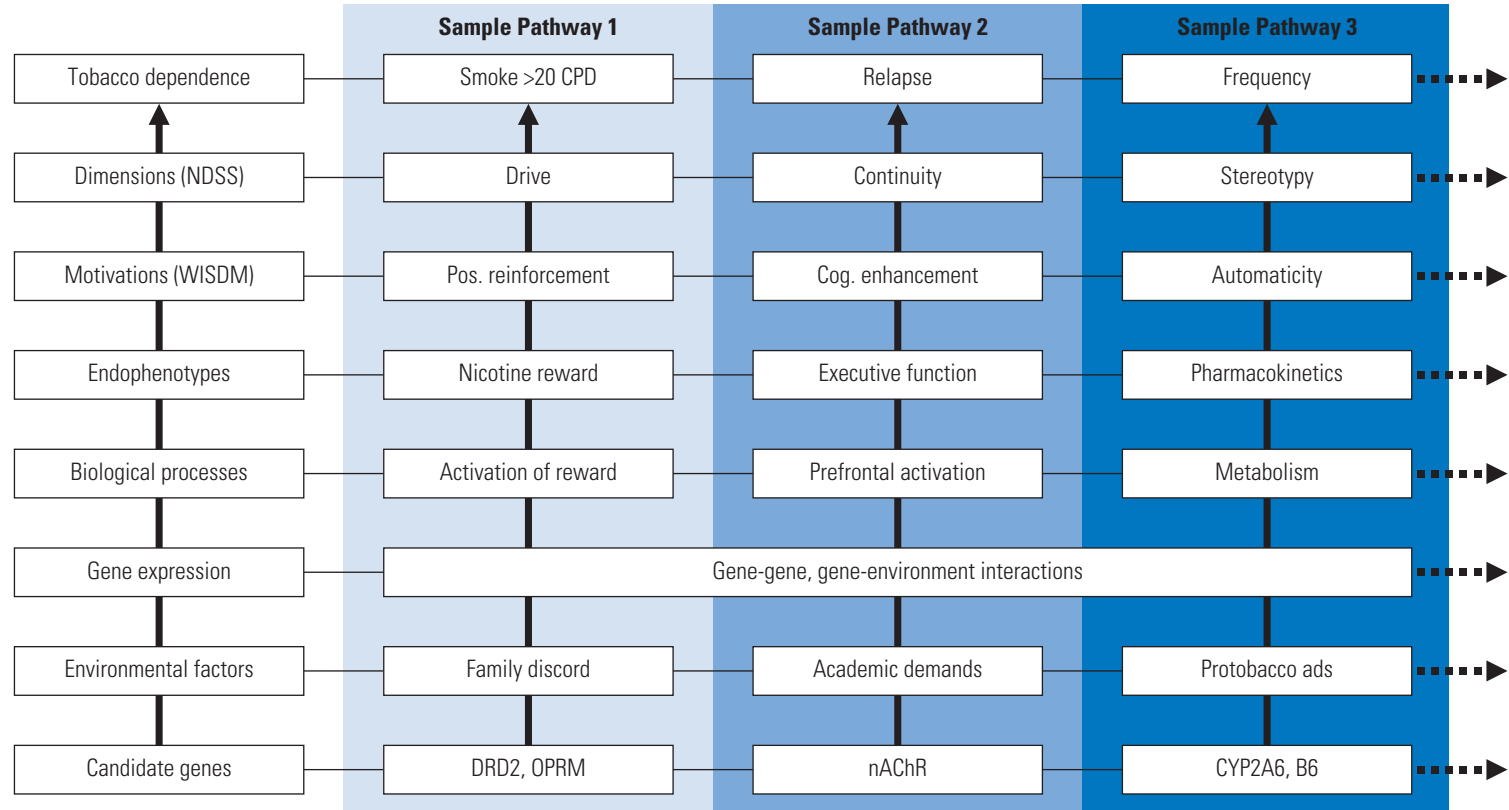 Sample Pathway 1 Sample Pathway 2 Sample Pathway 3
Tobacco dependence Smoke >20 CPD Relapse Frequency
Dimensions (NDSS) Drive Continuity Stereotypy
Motivations (WISDM) Pos. reinforcement Cog. enhancement Automaticity
Endophenotypes Nicotine reward Executive function Pharmacokinetics
Biological processes Activation of reward Prefrontal activation Metabolism
Gene expression Gene-gene, gene-environment interactions
Environmental factors Family discord Academic demands Protobacco ads
Candidate genes DRD2, OPRM nAChR CYP2A6, B6